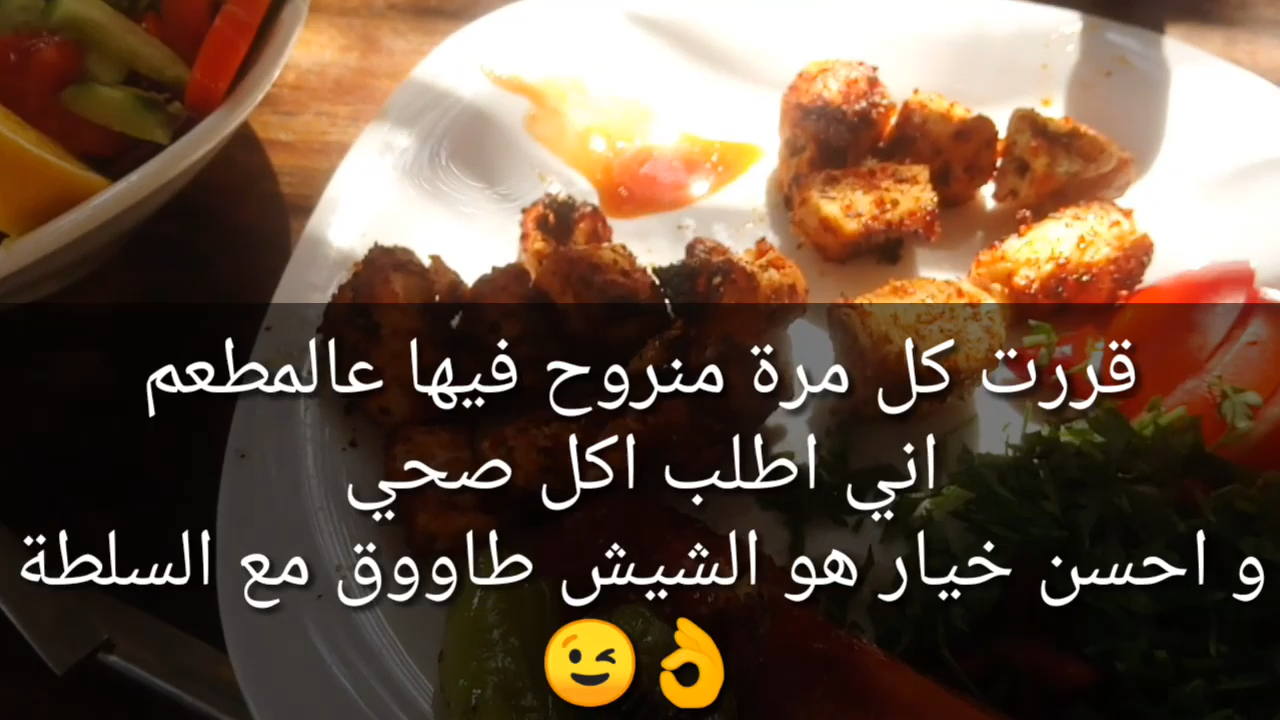 قررت كل مرة منروح فيها عالمطعم
اني اطلب اكل صحي
و احسن خيار هو الشيش طاووق مع السلطة
😉👌